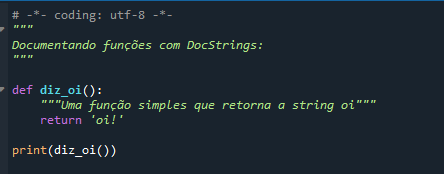 # -*- coding: utf-8 -*-
"""
Documentando funções com DocStrings:
"""
def diz_oi():
    """Uma função simples que retorna a string oi"""
    return 'oi!'
print(diz_oi())